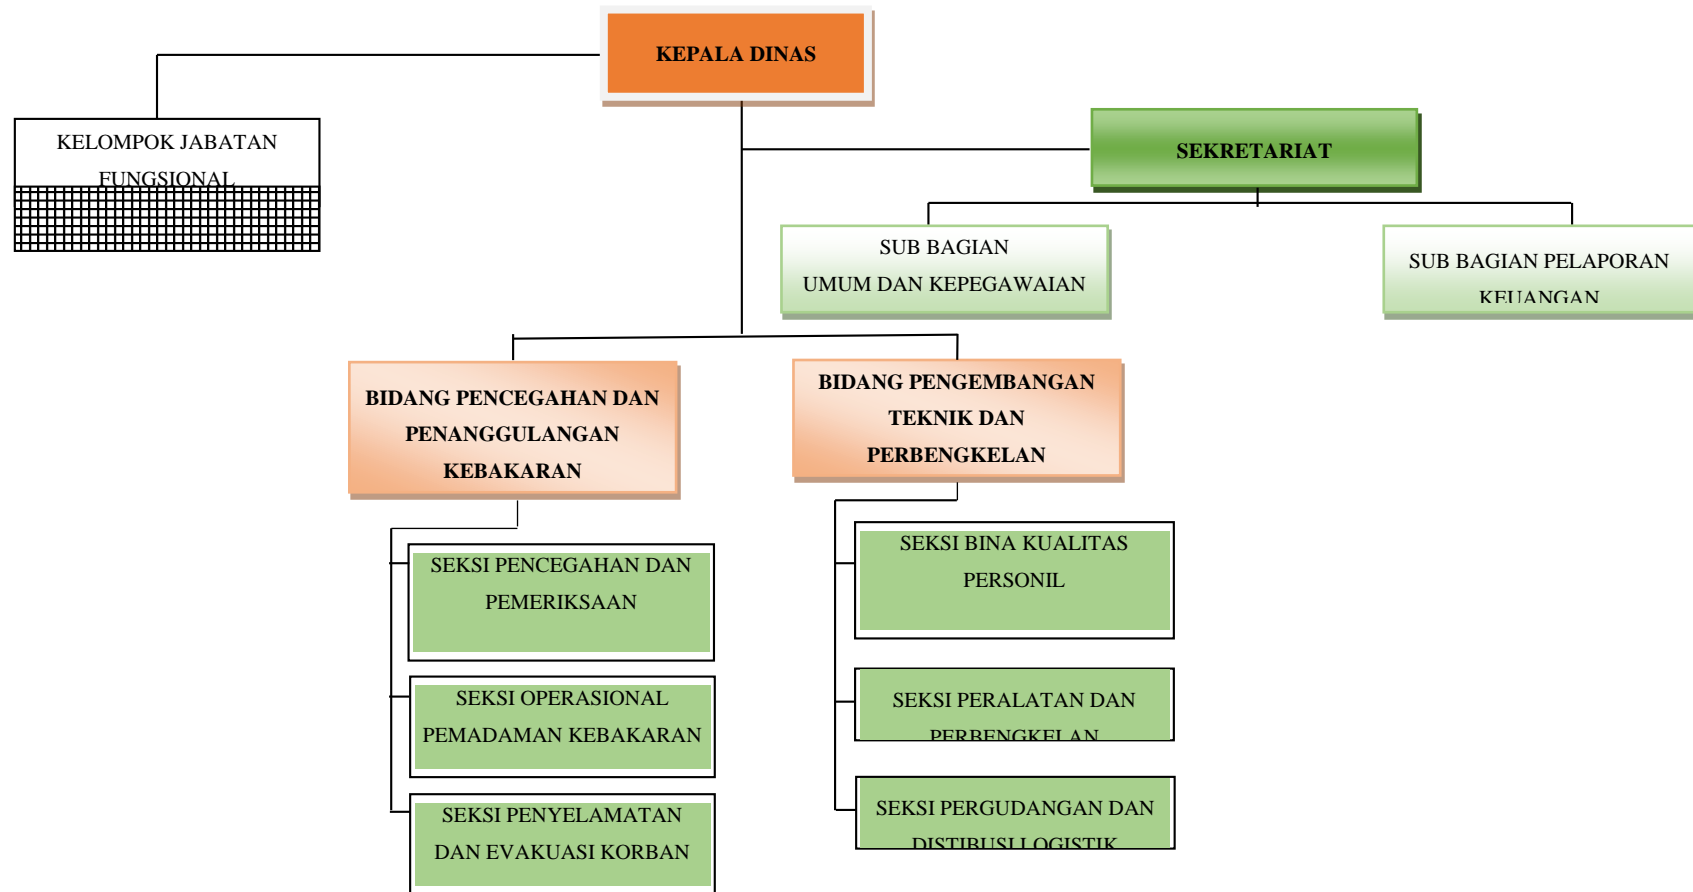 KEPALA DINAS
KELOMPOK JABATAN
FUNGSIONAL
SEKRETARIAT
SUB BAGIAN
UMUM DAN KEPEGAWAIAN
SUB BAGIAN PELAPORAN
KEUANGAN
BIDANG PENCEGAHAN DAN
PENANGGULANGAN
KEBAKARAN
BIDANG PENGEMBANGAN
TEKNIK DAN
PERBENGKELAN
SEKSI PENCEGAHAN DAN
PEMERIKSAAN
SEKSI OPERASIONAL
PEMADAMAN KEBAKARAN
SEKSI PENYELAMATAN
DAN EVAKUASI KORBAN
SEKSI BINA KUALITAS
PERSONIL
SEKSI PERALATAN DAN
PERBENGKELAN
SEKSI PERGUDANGAN DAN
DISTIBUSI LOGISTIK